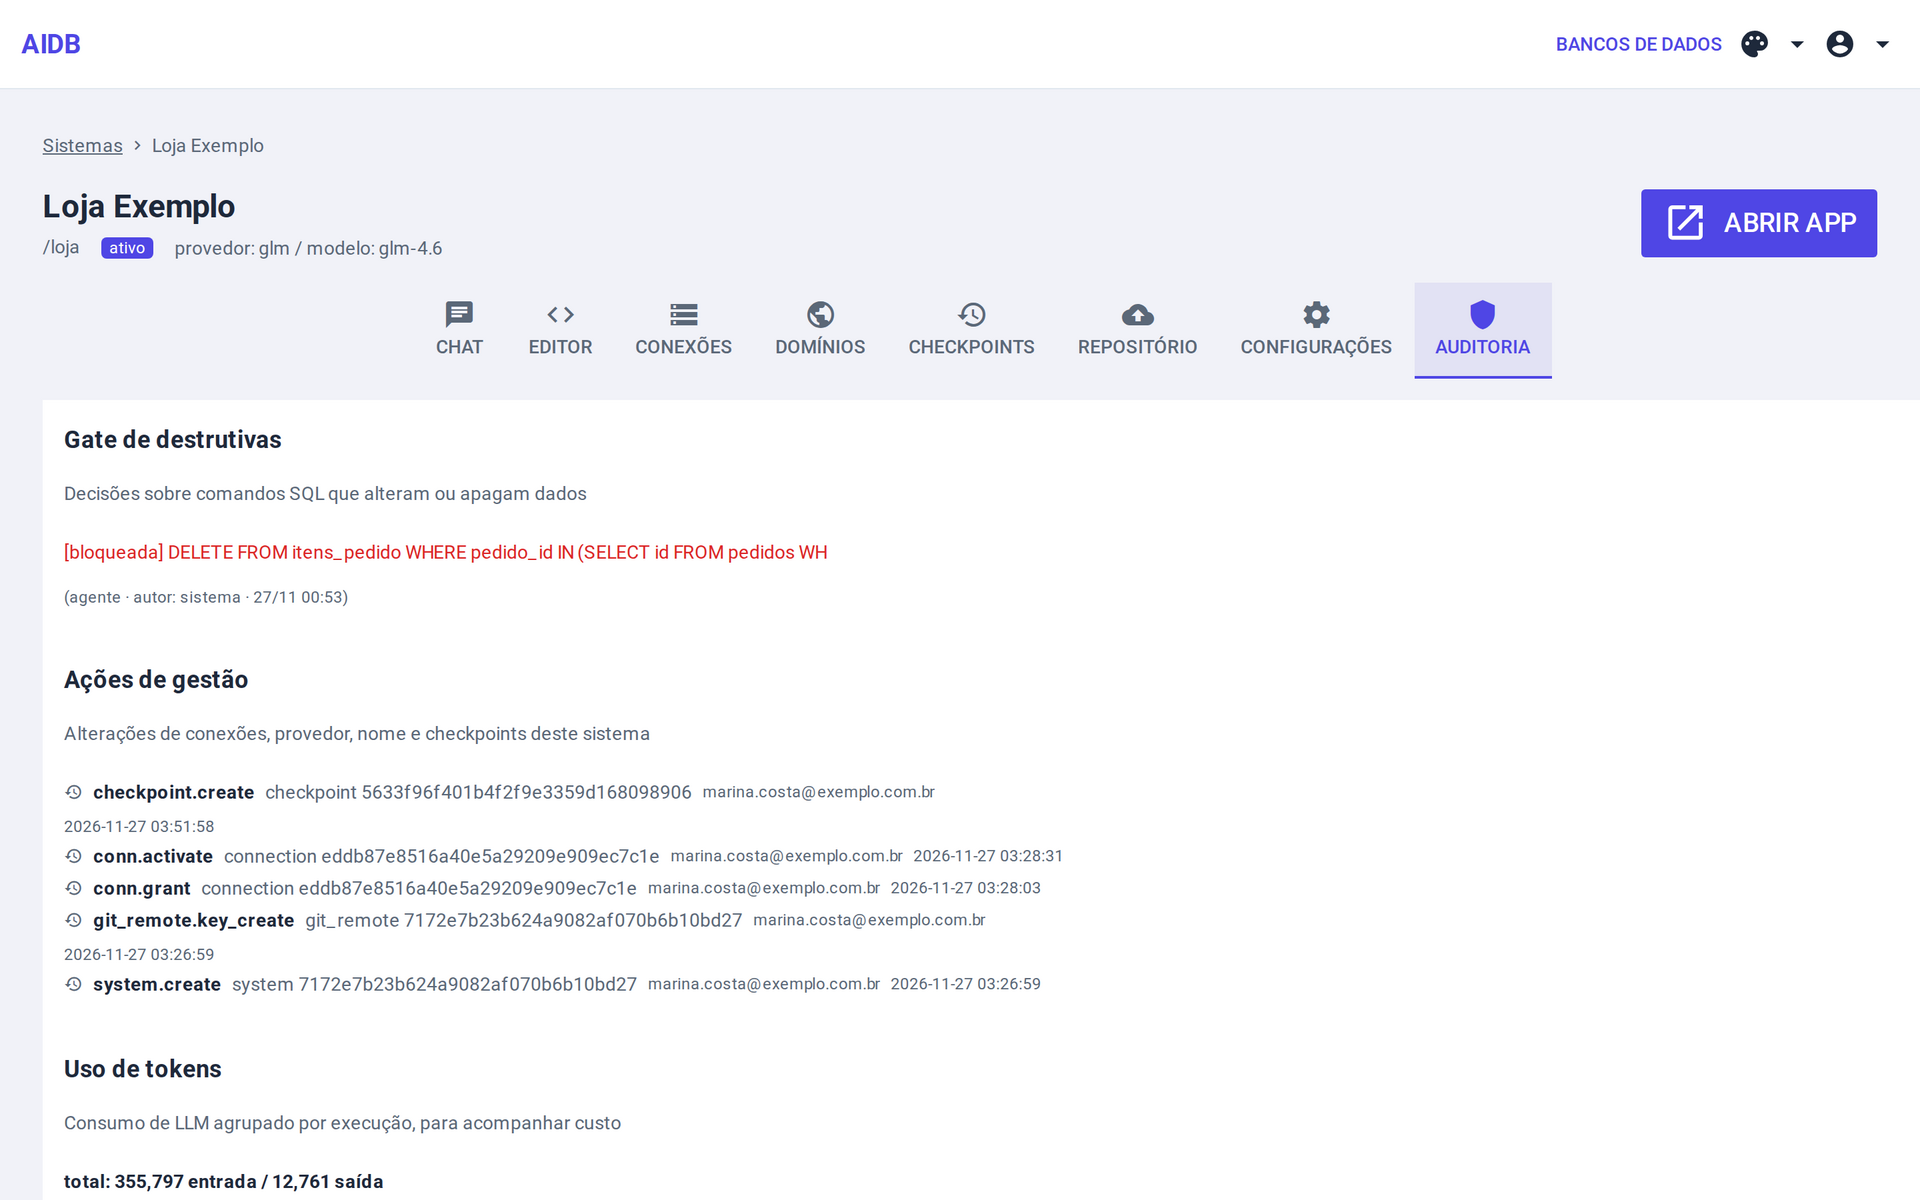 AIDB
BANCOS DE DADOS
Sistemas > Loja Exemplo
Loja Exemplo
/loja ativo provedor: glm / modelo: glm-4.6
ABRIR APP
CHAT EDITOR CONEXÕES DOMÍNIOS CHECKPOINTS REPOSITÓRIO CONFIGURAÇÕES AUDITORIA
Gate de destrutivas
Decisões sobre comandos SQL que alteram ou apagam dados
[bloqueada] DELETE FROM itens_pedido WHERE pedido_id IN (SELECT id FROM pedidos WH
(agente · autor: sistema · 27/11 00:53)
Ações de gestão
Alterações de conexões, provedor, nome e checkpoints deste sistema
checkpoint.create checkpoint 5633f96f401b4f2f9e3359d168098906 marina.costa@exemplo.com.br
2026-11-27 03:51:58
conn.activate connection eddb87e8516a40e5a29209e909ec7c1e marina.costa@exemplo.com.br 2026-11-27 03:28:31
conn.grant connection eddb87e8516a40e5a29209e909ec7c1e marina.costa@exemplo.com.br 2026-11-27 03:28:03
git_remote.key_create git_remote 7172e7b23b624a9082af070b6b10bd27 marina.costa@exemplo.com.br
2026-11-27 03:26:59
system.create system 7172e7b23b624a9082af070b6b10bd27 marina.costa@exemplo.com.br 2026-11-27 03:26:59
Uso de tokens
Consumo de LLM agrupado por execução, para acompanhar custo
total: 355,797 entrada / 12,761 saída